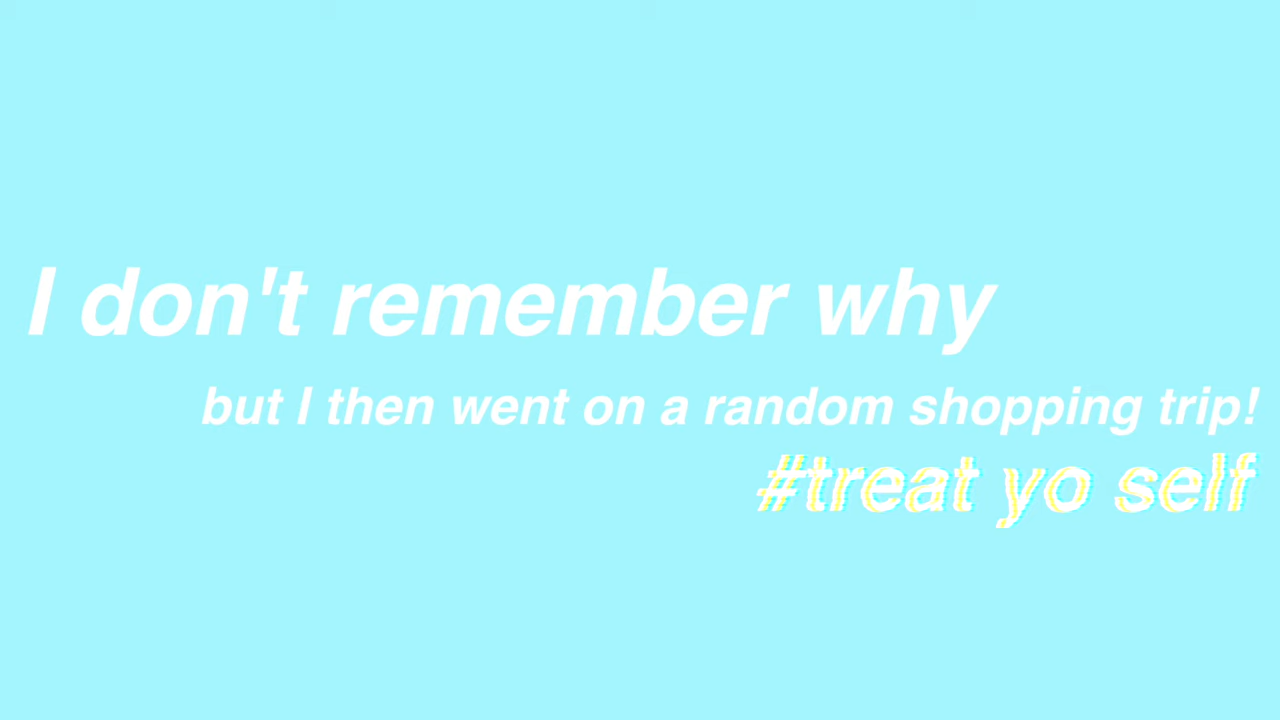 I don't remember why
but I then went on a random shopping trip!
#treat yo self